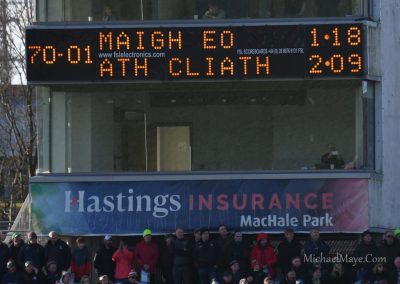 70-01 MAIGH EO 1·18
www.fslelectronics.com
ATH CLIATH 2·09
Hastings INSURANCE
MacHale Park
MichaelMaye.Com